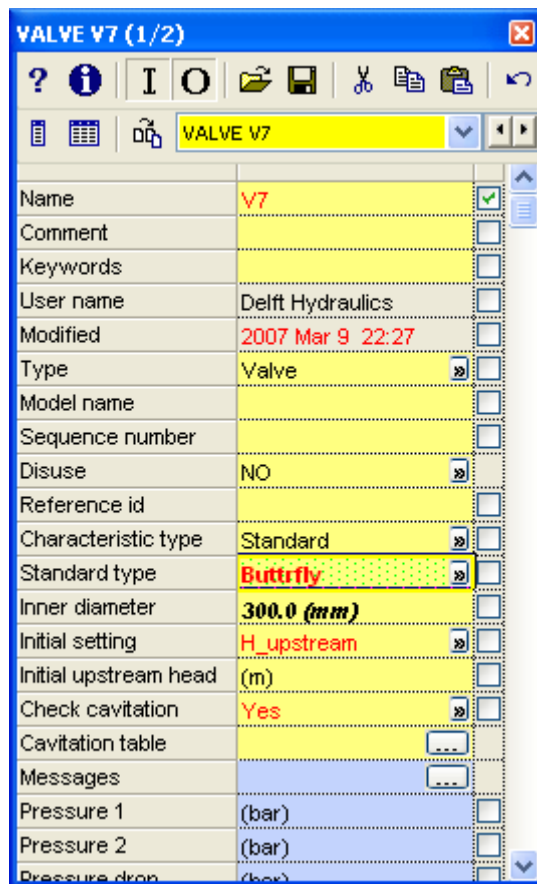 VALVE V7 (1/2)
VALVE V7
Name V7
Comment
Keywords
User name Delft Hydraulics
Modified 2007 Mar 9 22:27
Type Valve
Model name
Sequence number
Disuse NO
Reference id
Characteristic type Standard
Standard type Buttrfly
Inner diameter 300.0 (mm)
Initial setting H_upstream
Initial upstream head (m)
Check cavitation Yes
Cavitation table ...
Messages ...
Pressure 1 (bar)
Pressure 2 (bar)
Pressure drop (bar)